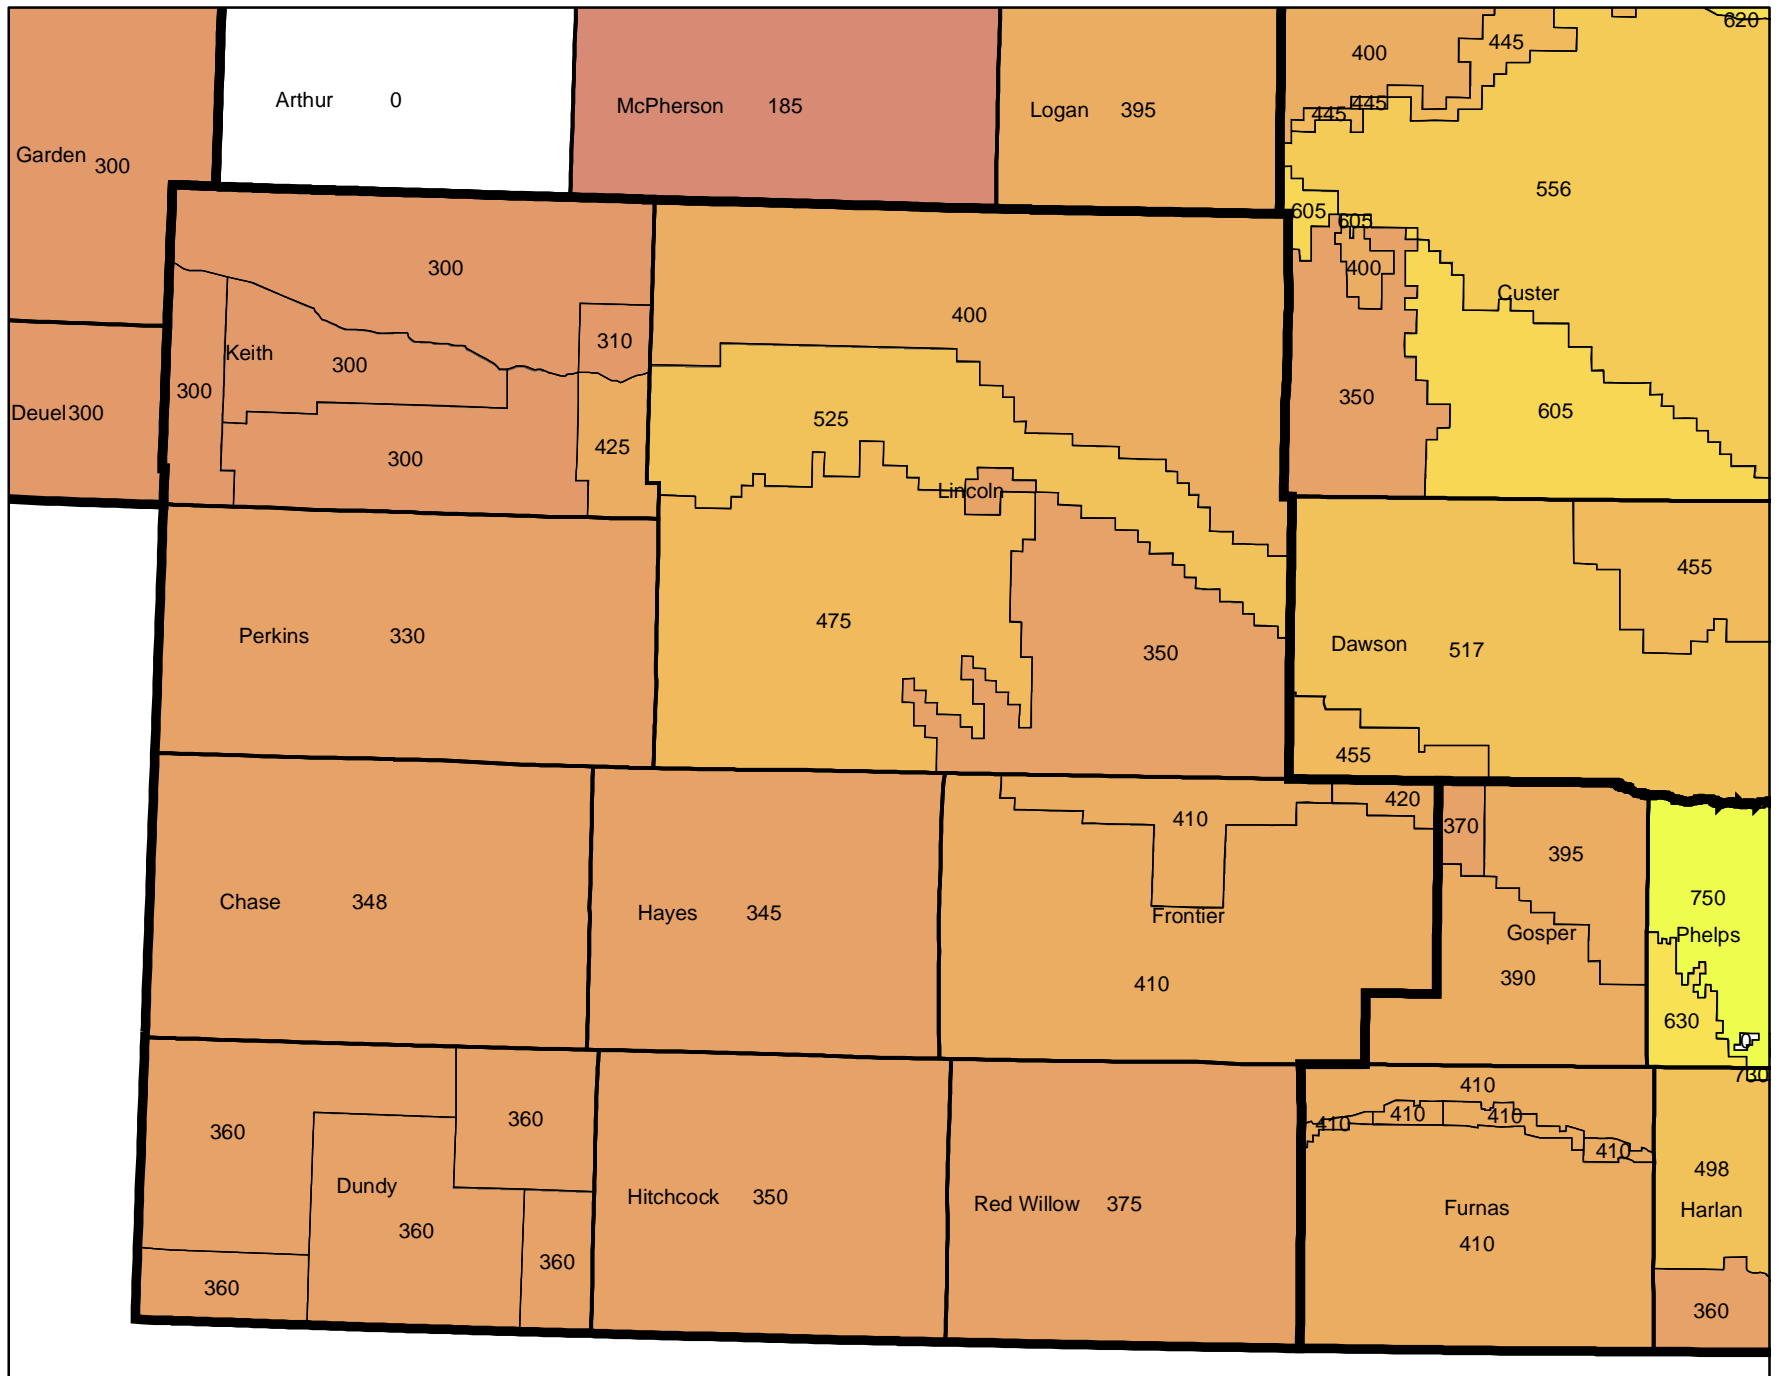 620
400
445
Arthur 0
McPherson 185
Logan 395
445
445
Garden 300
556
605
605
300
400
Custer
400
310
Keith
300
300
350
605
Deuel 300
525
425
300
Lincoln
455
475
Perkins 330
350
Dawson 517
455
420
410
370
395
750
Chase 348
Hayes 345
Frontier
Gosper
Phelps
410
390
630
0
730
410
410
410
410
360
360
410
498
Dundy
Hitchcock 350
Red Willow 375
Furnas
Harlan
360
410
360
360
360